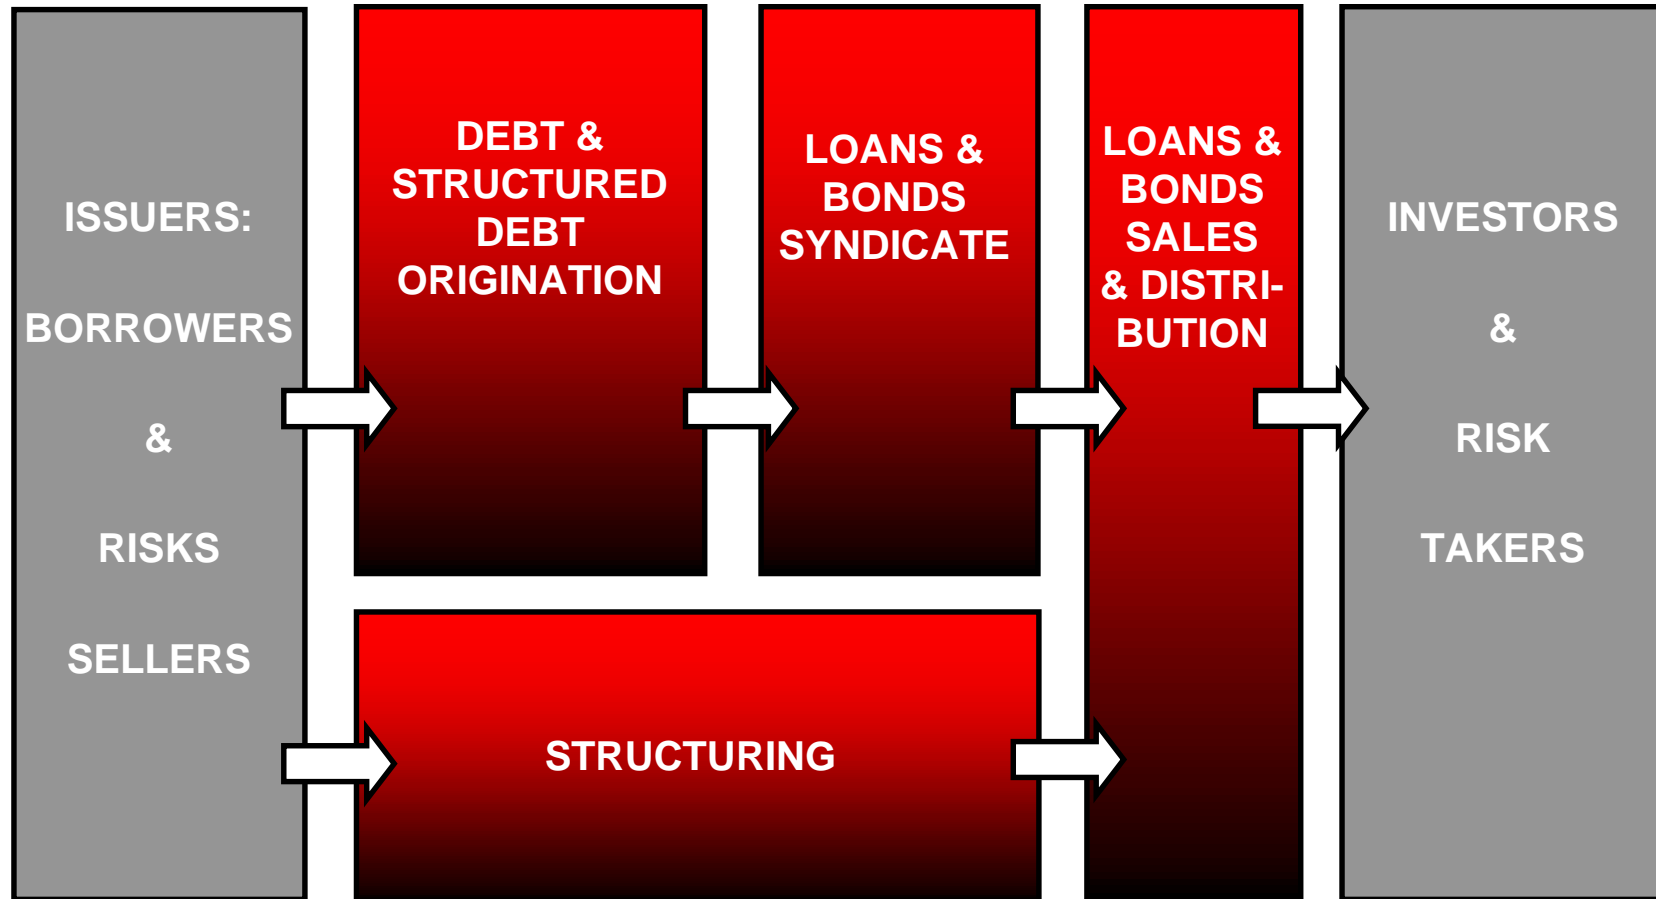 ISSUERS:
BORROWERS
&
RISKS
SELLERS
DEBT &
STRUCTURED
DEBT
ORIGINATION
LOANS &
BONDS
SYNDICATE
LOANS &
BONDS
SALES
& DISTRI-
BUTION
INVESTORS
&
RISK
TAKERS
STRUCTURING